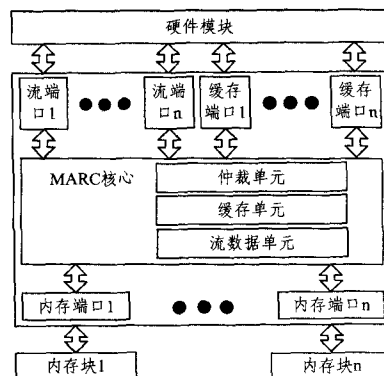 硬件模块
流端口1
流端口n
缓存端口1
缓存端口n
MARC核心
仲裁单元
缓存单元
流数据单元
内存端口1
内存端口n
内存块1
内存块n